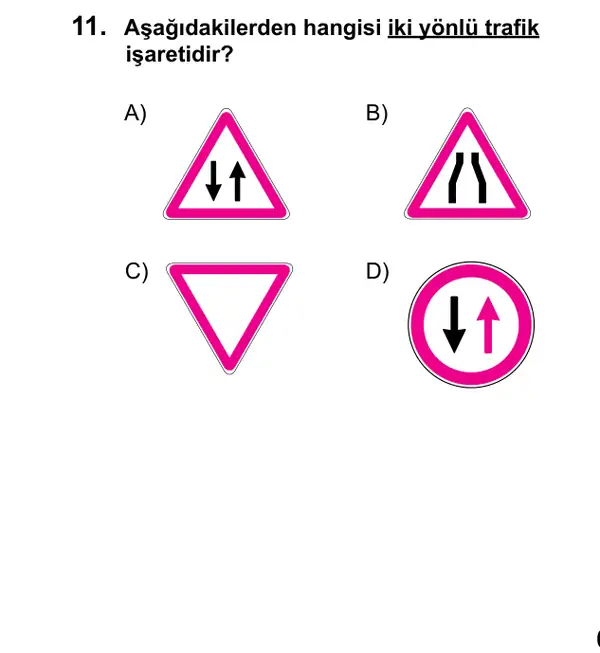 11. Aşağıdakilerden hangisi iki yönlü trafik
işaretidir?
A)
B)
C)
D)